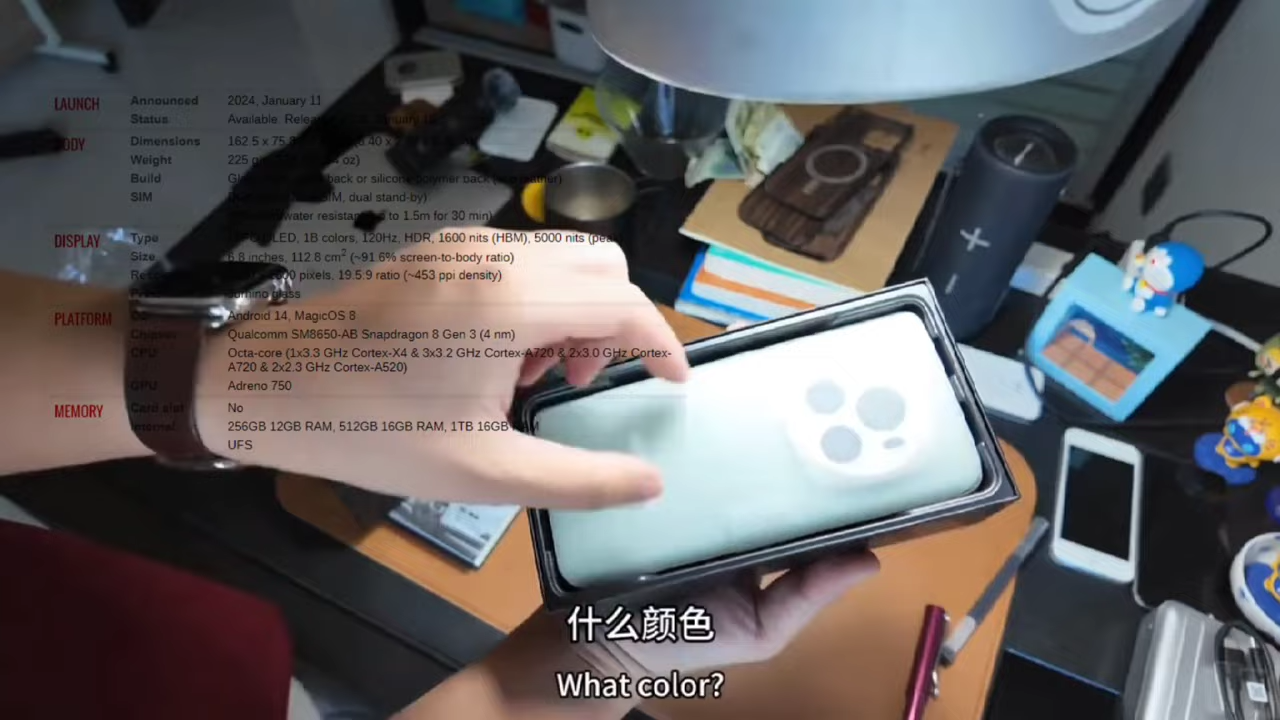 LAUNCH Announced 2024, January 11
Status Available.
Dimensions 162.5 x
Weight 225
Build back or silicone polymer back
SIM dual stand-by)
water to 1.5m for 30 min)
DISPLAY Type 1B colors, 120Hz, HDR, 1600 nits (HBM), 5000 nits
Size 6.8 inches, 112.8 cm² (~91.6% screen-to-body ratio)
pixels, 19.5:9 ratio (~453 ppi density)
glass
PLATFORM Android 14, MagicOS 8
Chipset Qualcomm SM8650-AB Snapdragon 8 Gen 3 (4 nm)
CPU Octa-core (1x3.3 GHz Cortex-X4 & 3x3.2 GHz Cortex-A720 & 2x3.0 GHz Cortex-
A720 & 2x2.3 GHz Cortex-A520)
GPU Adreno 750
MEMORY Card slot No
Internal 256GB 12GB RAM, 512GB 16GB RAM, 1TB 16GB
UFS
什么颜色
What color?